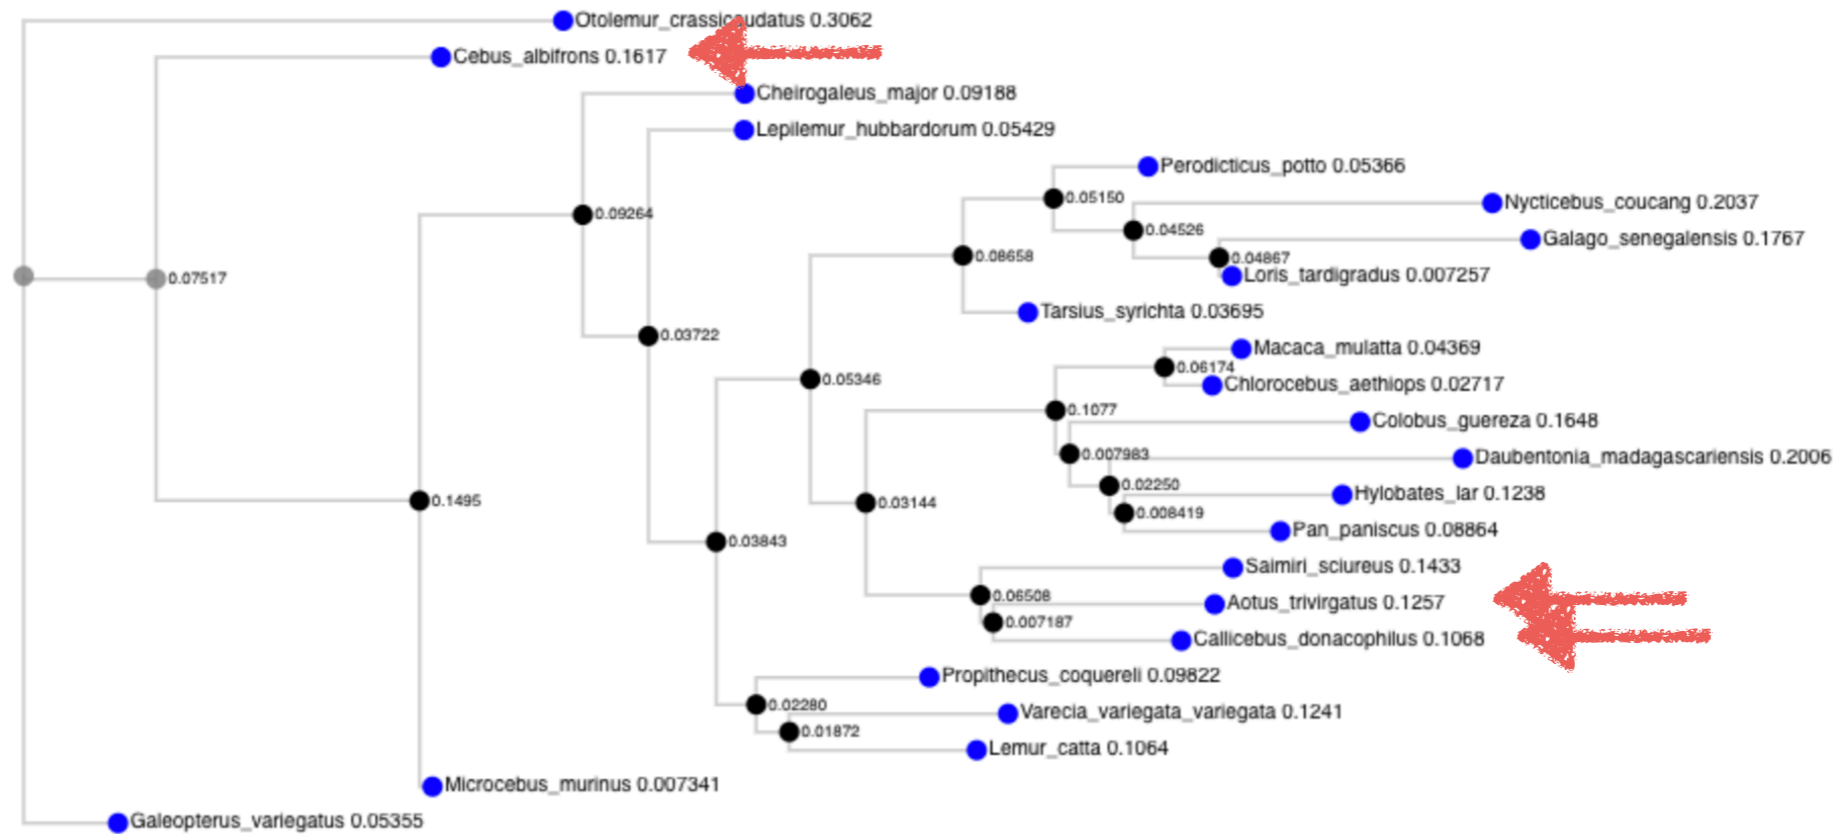 Otolemur_crassicaudatus 0.3062
Cebus_albifrons 0.1617
Cheirogaleus_major 0.09188
Lepilemur_hubbardorum 0.05429
Perodicticus_potto 0.05366
0.05150
Nycticebus_coucang 0.2037
0.09264
0.04526
Galago_senegalensis 0.1767
0.08658
0.04867
Loris_tardigradus 0.007257
0.07517
Tarsius_syrichta 0.03695
0.03722
Macaca_mulatta 0.04369
0.06174
0.05346
Chlorocebus_aethiops 0.02717
0.1077
Colobus_guereza 0.1648
0.007983
Daubentonia_madagascariensis 0.2006
0.02250
Hylobates_lar 0.1238
0.1495
0.03144
0.008419
Pan_paniscus 0.08864
0.03843
Saimiri_sciureus 0.1433
0.06508
Aotus_trivirgatus 0.1257
0.007187
Callicebus_donacophilus 0.1068
Propithecus_coquereli 0.09822
0.02280
Varecia_variegata_variegata 0.1241
0.01872
Lemur_catta 0.1064
Microcebus_murinus 0.007341
Galeopterus_variegatus 0.05355